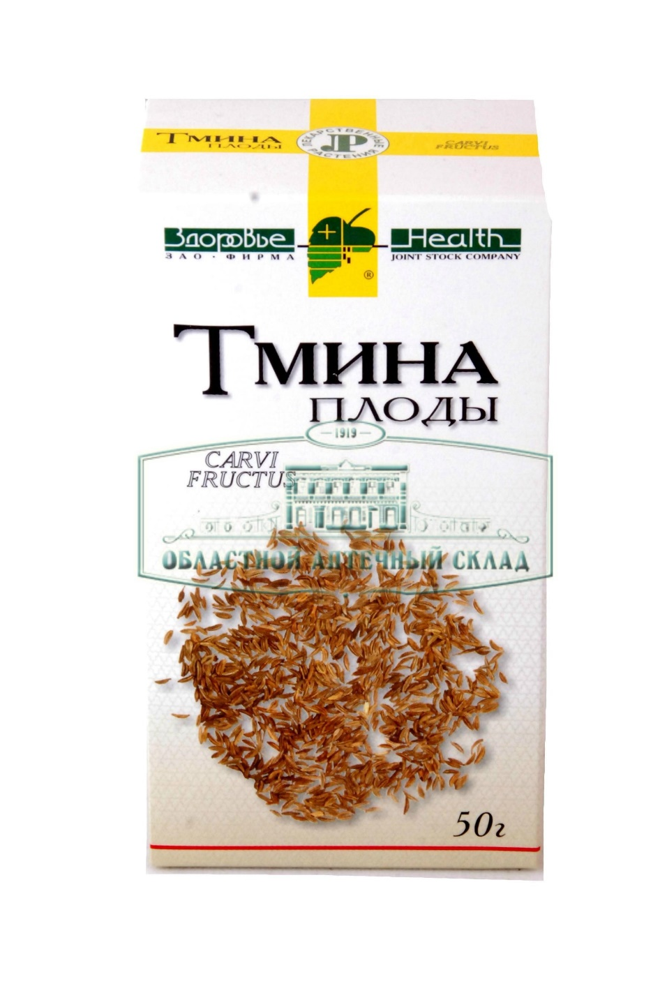 Тмина
плоды
ЛЕКАРСТВЕННЫЕ РАСТЕНИЯ
ЛР
CARVI
FRUCTUS
Здоровье
ЗАО · ФИРМА
Health
JOINT STOCK COMPANY
®
Тмина
плоды
1919
CARVI
FRUCTUS
ОБЛАСТНОЙ АПТЕЧНЫЙ СКЛАД
50г